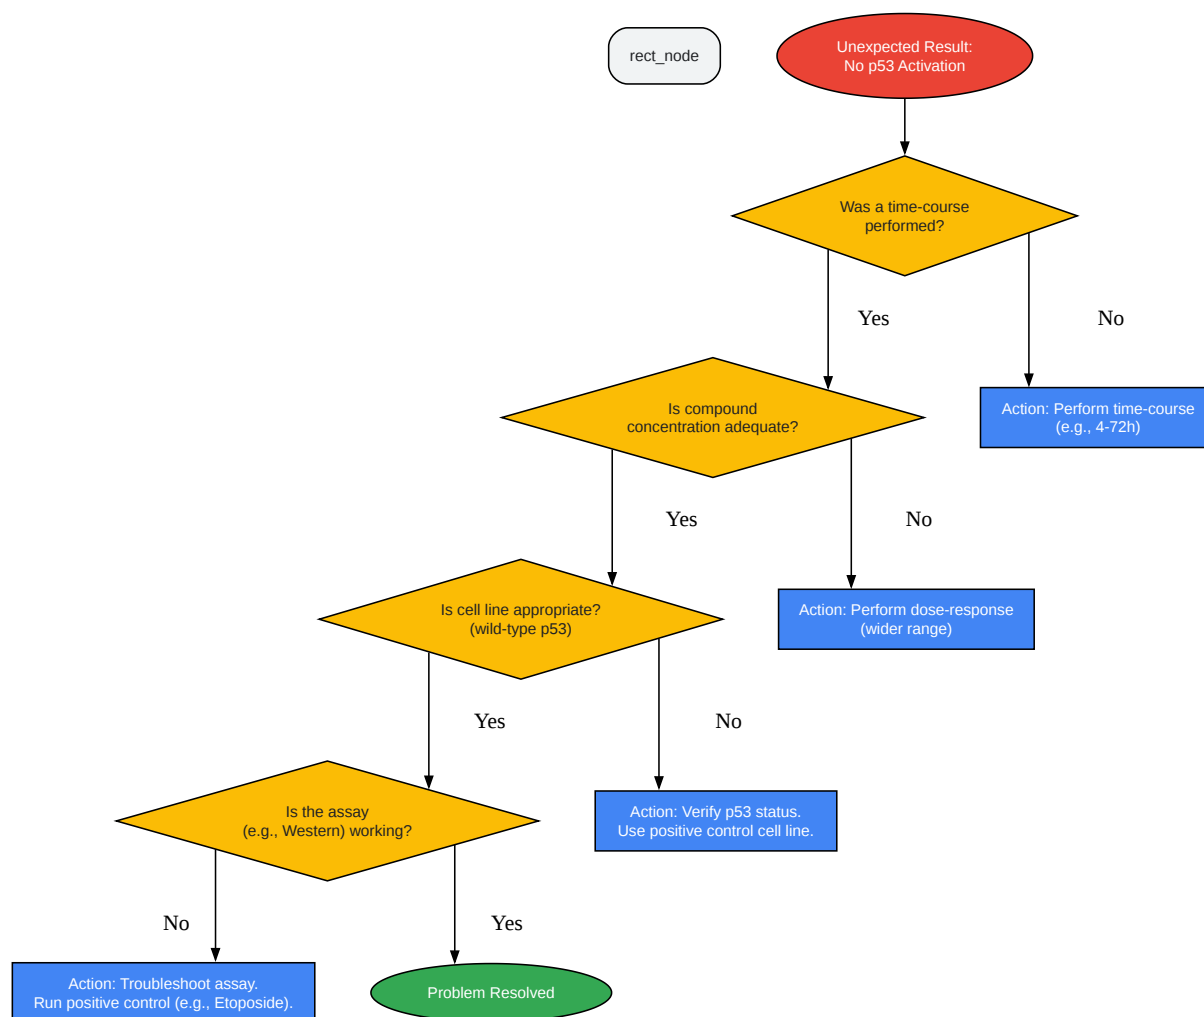 rect_node
Unexpected Result:
No p53 Activation
Was a time-course
performed?
Yes
No
Is compound
concentration adequate?
Action: Perform time-course
(e.g., 4-72h)
Yes
No
Is cell line appropriate?
(wild-type p53)
Action: Perform dose-response
(wider range)
Yes
No
Is the assay
(e.g., Western) working?
Action: Verify p53 status.
Use positive control cell line.
No
Yes
Action: Troubleshoot assay.
Run positive control (e.g., Etoposide).
Problem Resolved